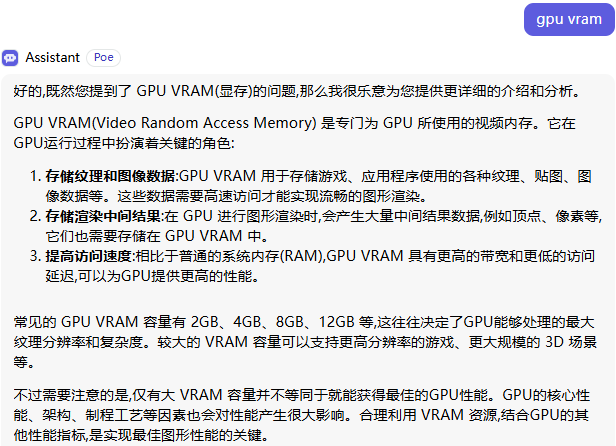 gpu vram
Assistant Poe
好的,既然您提到了 GPU VRAM(显存)的问题,那么我很乐意为您提供更详细的介绍和分析。
GPU VRAM(Video Random Access Memory) 是专门为 GPU 所使用的视频内存。它在
GPU运行过程中扮演着关键的角色:
1. 存储纹理和图像数据:GPU VRAM 用于存储游戏、应用程序使用的各种纹理、贴图、图
像数据等。这些数据需要高速访问才能实现流畅的图形渲染。
2. 存储渲染中间结果:在 GPU 进行图形渲染时,会产生大量中间结果数据,例如顶点、像素等,
它们也需要存储在 GPU VRAM 中。
3. 提高访问速度:相比于普通的系统内存(RAM),GPU VRAM 具有更高的带宽和更低的访问
延迟,可以为GPU提供更高的性能。
常见的 GPU VRAM 容量有 2GB、4GB、8GB、12GB 等,这往往决定了GPU能够处理的最大
纹理分辨率和复杂度。较大的 VRAM 容量可以支持更高分辨率的游戏、更大规模的 3D 场景
等。
不过需要注意的是,仅有大 VRAM 容量并不等同于就能获得最佳的GPU性能。GPU的核心性
能、架构、制程工艺等因素也会对性能产生很大影响。合理利用 VRAM 资源,结合GPU的其
他性能指标,是实现最佳图形性能的关键。